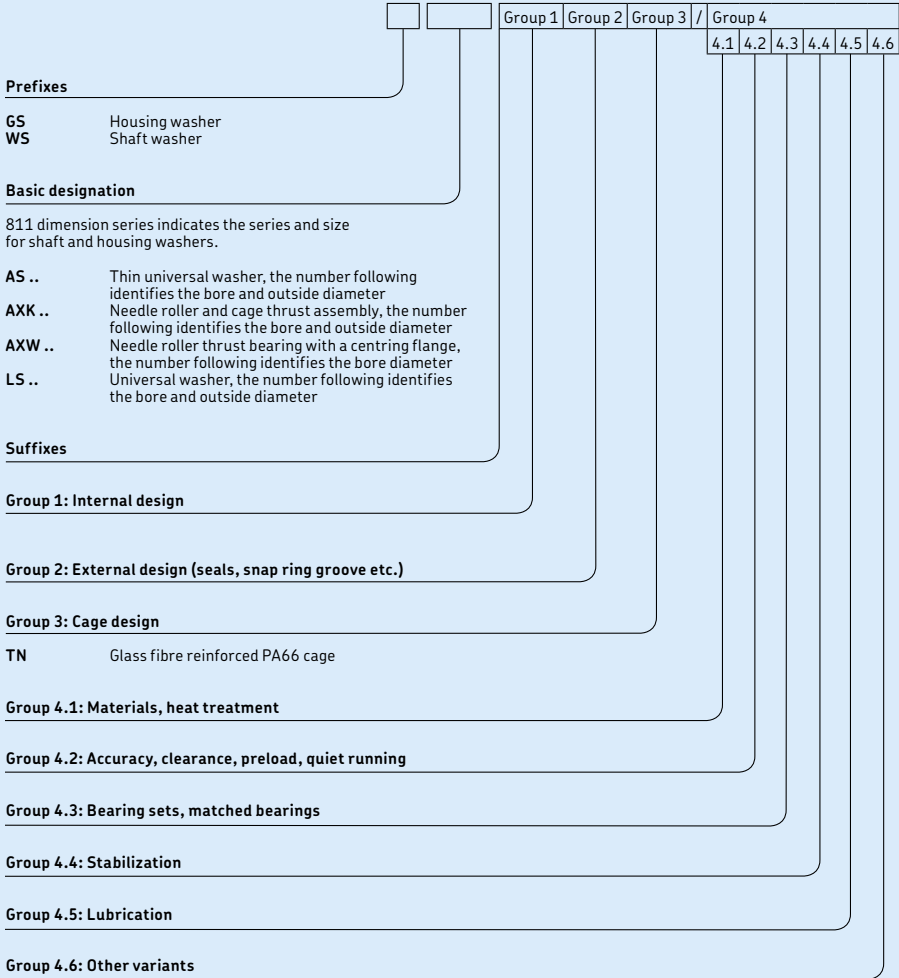 Group 1 Group 2 Group 3 / Group 4
4.1 4.2 4.3 4.4 4.5 4.6
Prefixes
GS Housing washer
WS Shaft washer
Basic designation
811 dimension series indicates the series and size
for shaft and housing washers.
AS .. Thin universal washer, the number following
identifies the bore and outside diameter
AXK .. Needle roller and cage thrust assembly, the number
following identifies the bore and outside diameter
AXW .. Needle roller thrust bearing with a centring flange,
the number following identifies the bore diameter
LS .. Universal washer, the number following identifies
the bore and outside diameter
Suffixes
Group 1: Internal design
Group 2: External design (seals, snap ring groove etc.)
Group 3: Cage design
TN Glass fibre reinforced PA66 cage
Group 4.1: Materials, heat treatment
Group 4.2: Accuracy, clearance, preload, quiet running
Group 4.3: Bearing sets, matched bearings
Group 4.4: Stabilization
Group 4.5: Lubrication
Group 4.6: Other variants